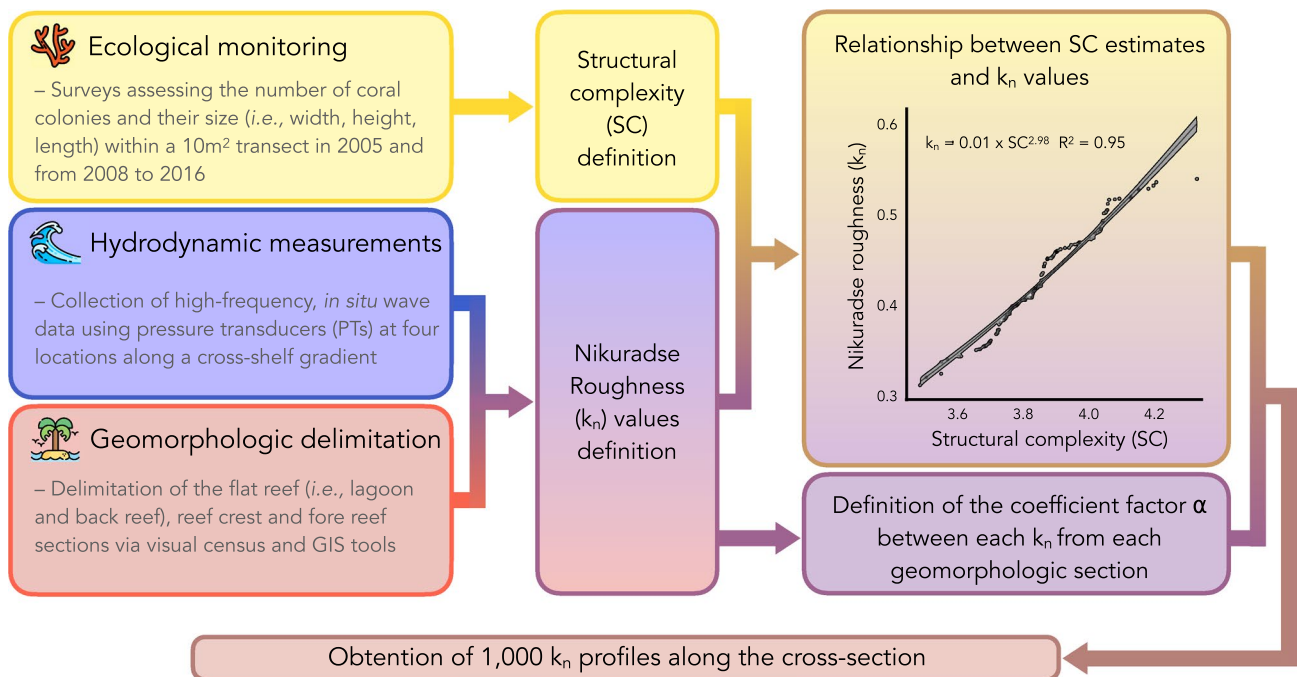 Ecological monitoring
– Surveys assessing the number of coral
colonies and their size (i.e., width, height,
length) within a 10m² transect in 2005 and
from 2008 to 2016
Hydrodynamic measurements
– Collection of high-frequency, in situ wave
data using pressure transducers (PTs) at four
locations along a cross-shelf gradient
Geomorphologic delimitation
– Delimitation of the flat reef (i.e., lagoon
and back reef), reef crest and fore reef
sections via visual census and GIS tools
Structural
complexity
(SC)
definition
Nikuradse
Roughness
(kₙ) values
definition
Relationship between SC estimates
and kₙ values
kₙ = 0.01 x SC²·⁹⁸ R² = 0.95
Nikuradse roughness (kₙ)
0.6
0.5
0.4
0.3
3.6 3.8 4.0 4.2
Structural complexity (SC)
Definition of the coefficient factor α
between each kₙ from each
geomorphologic section
Obtention of 1,000 kₙ profiles along the cross-section